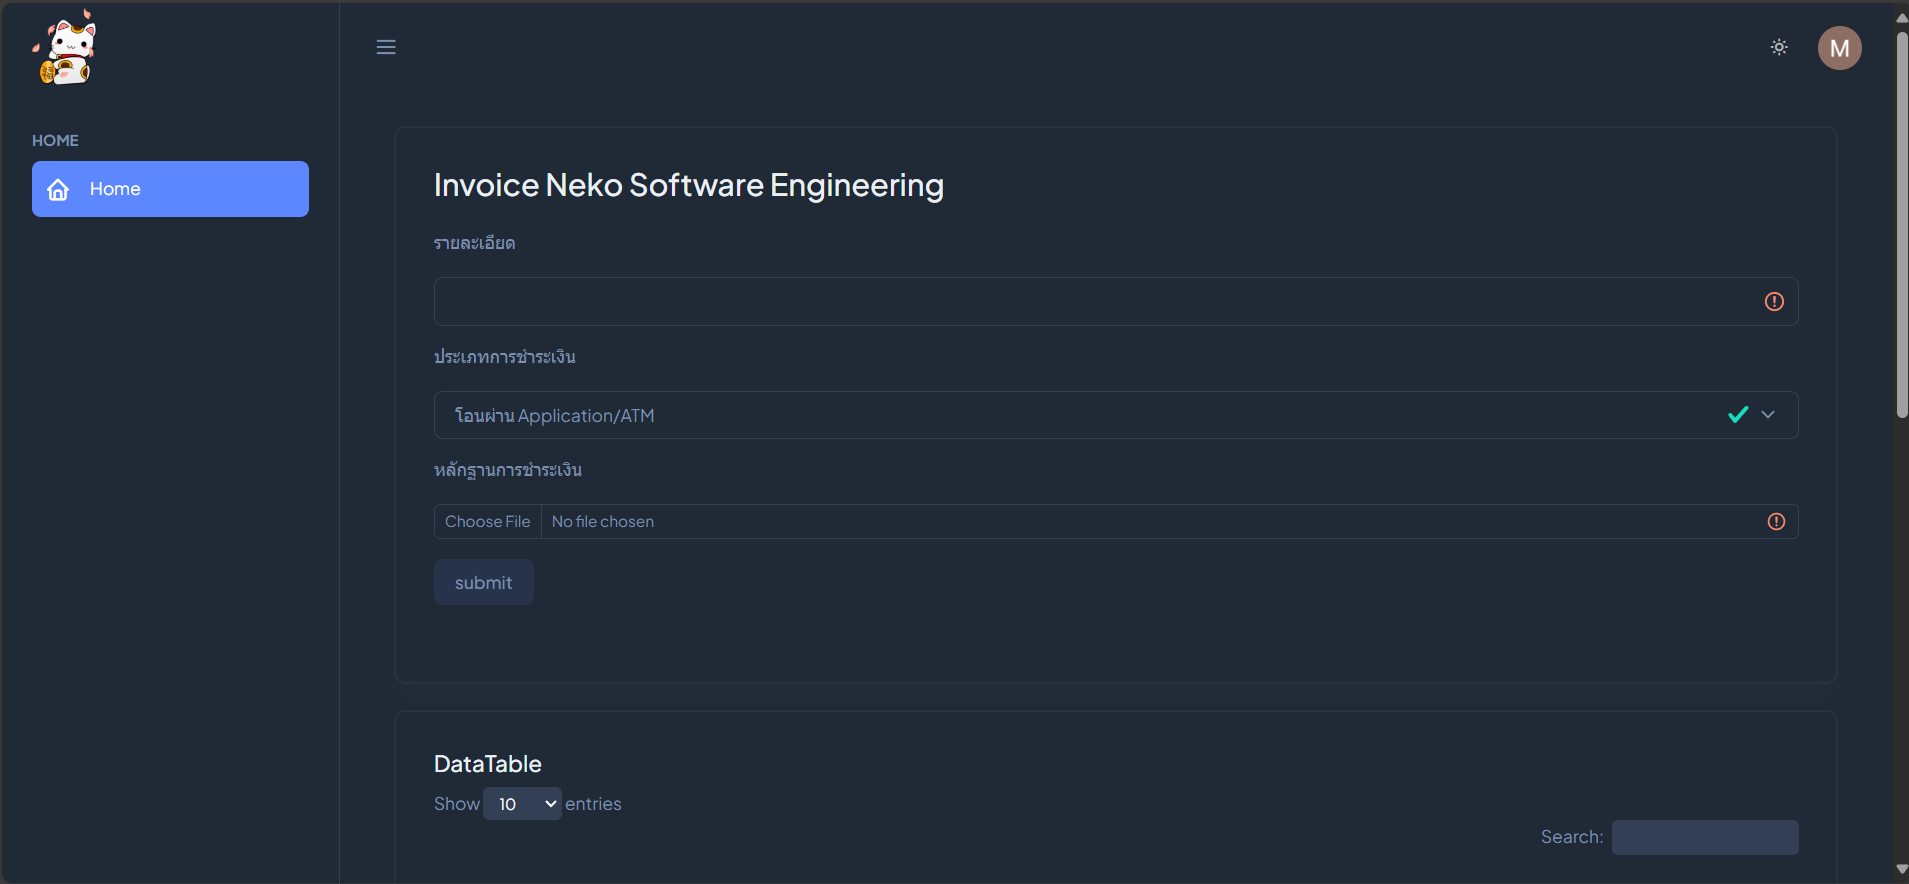 M
HOME
Home
Invoice Neko Software Engineering
รายละเอียด
ประเภทการชำระเงิน
โอนผ่าน Application/ATM
หลักฐานการชำระเงิน
Choose File No file chosen
submit
DataTable
Show 10 entries
Search: